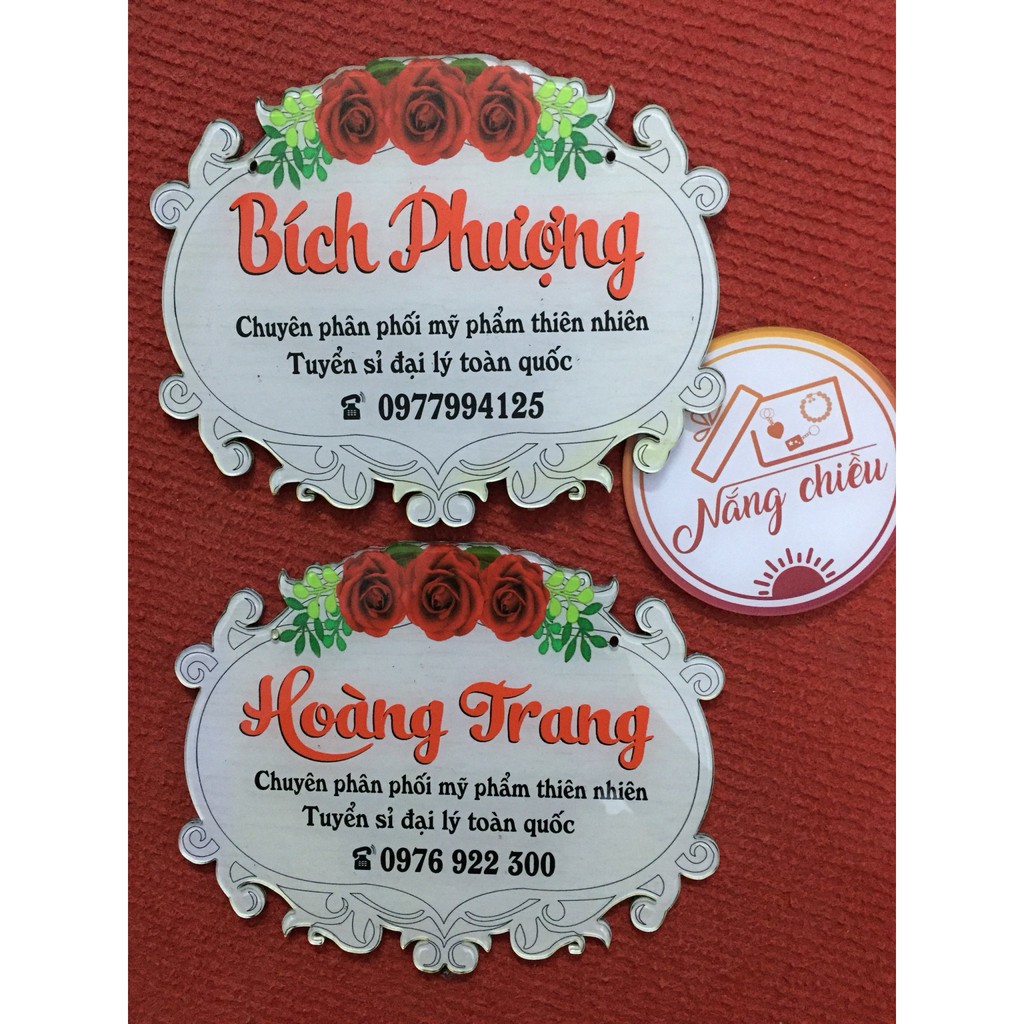 Bích Phượng
Chuyên phân phối mỹ phẩm thiên nhiên
Tuyển sỉ đại lý toàn quốc
0977994125
Nắng chiều
Hoàng Trang
Chuyên phân phối mỹ phẩm thiên nhiên
Tuyển sỉ đại lý toàn quốc
0976 922 300